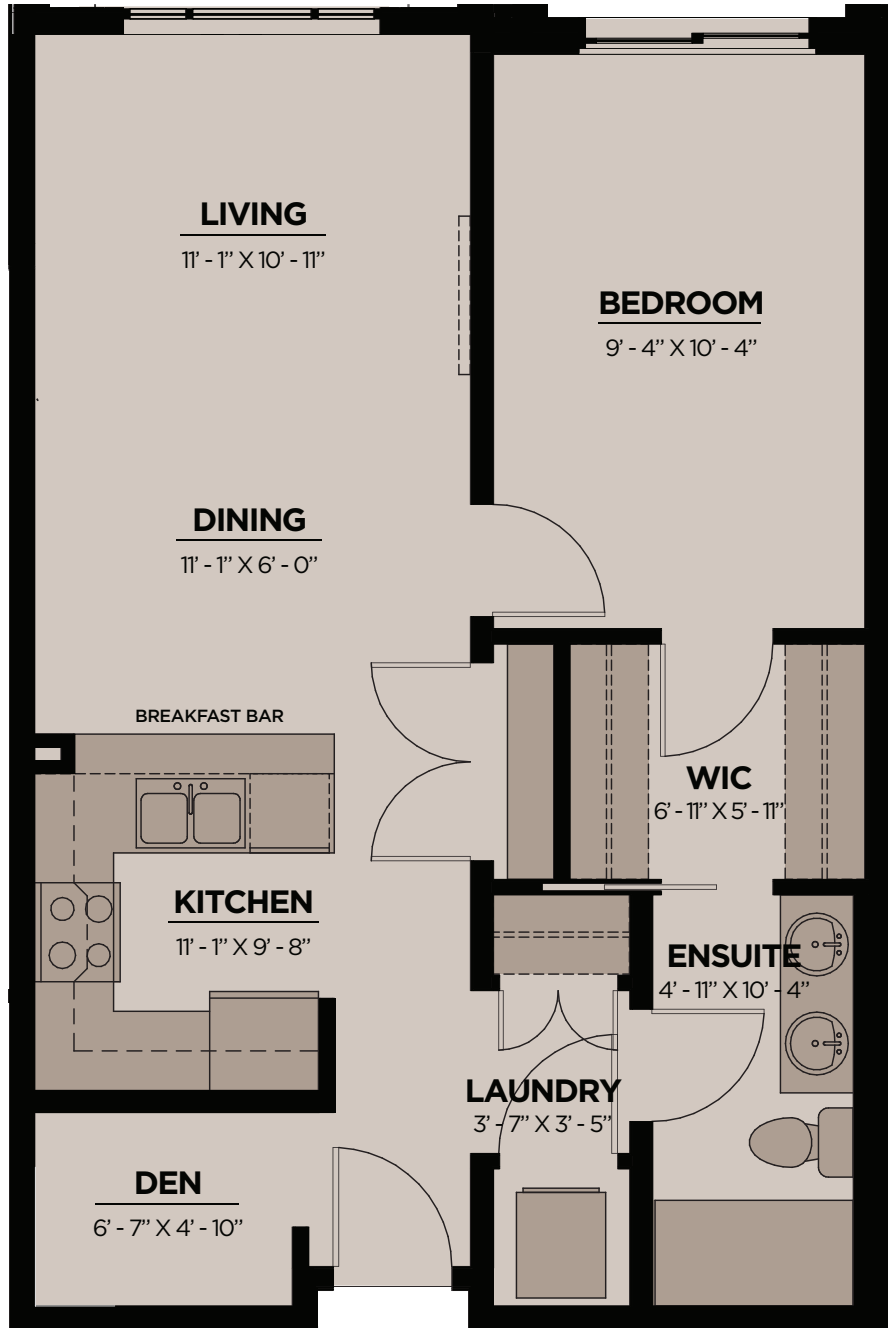 LIVING
11’ - 1” X 10’ - 11”
BEDROOM
9’ - 4” X 10’ - 4”
DINING
11’ - 1” X 6’ - 0”
BREAKFAST BAR
WIC
6’ - 11” X 5’ - 11”
KITCHEN
11’ - 1” X 9’ - 8”
ENSUITE
4’ - 11” X 10’ - 4”
LAUNDRY
3’ - 7” X 3’ - 5”
DEN
6’ - 7” X 4’ - 10”